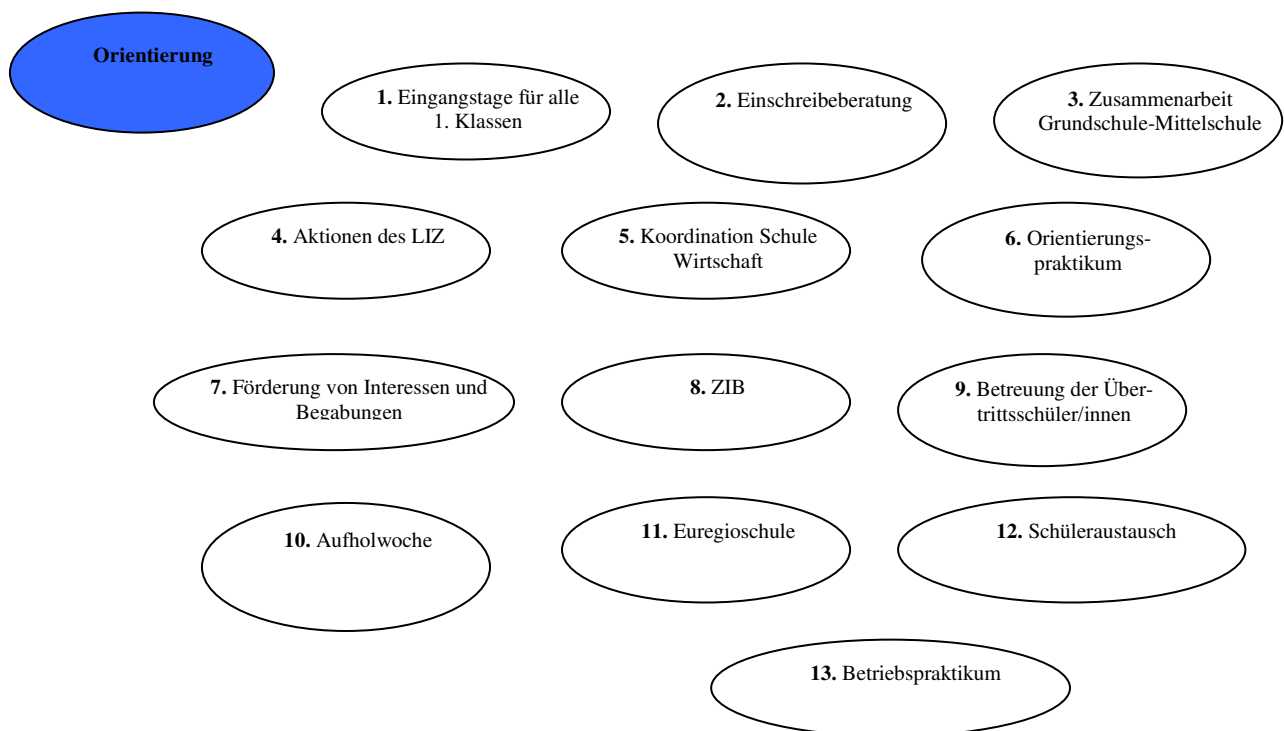 Orientierung
1. Eingangstage für alle
1. Klassen
2. Einschreibeberatung
3. Zusammenarbeit
Grundschule-Mittelschule
4. Aktionen des LIZ
5. Koordination Schule
Wirtschaft
6. Orientierungs-
praktikum
7. Förderung von Interessen und
Begabungen
8. ZIB
9. Betreuung der Über-
trittsschüler/innen
10. Aufholwoche
11. Euregioschule
12. Schüleraustausch
13. Betriebspraktikum